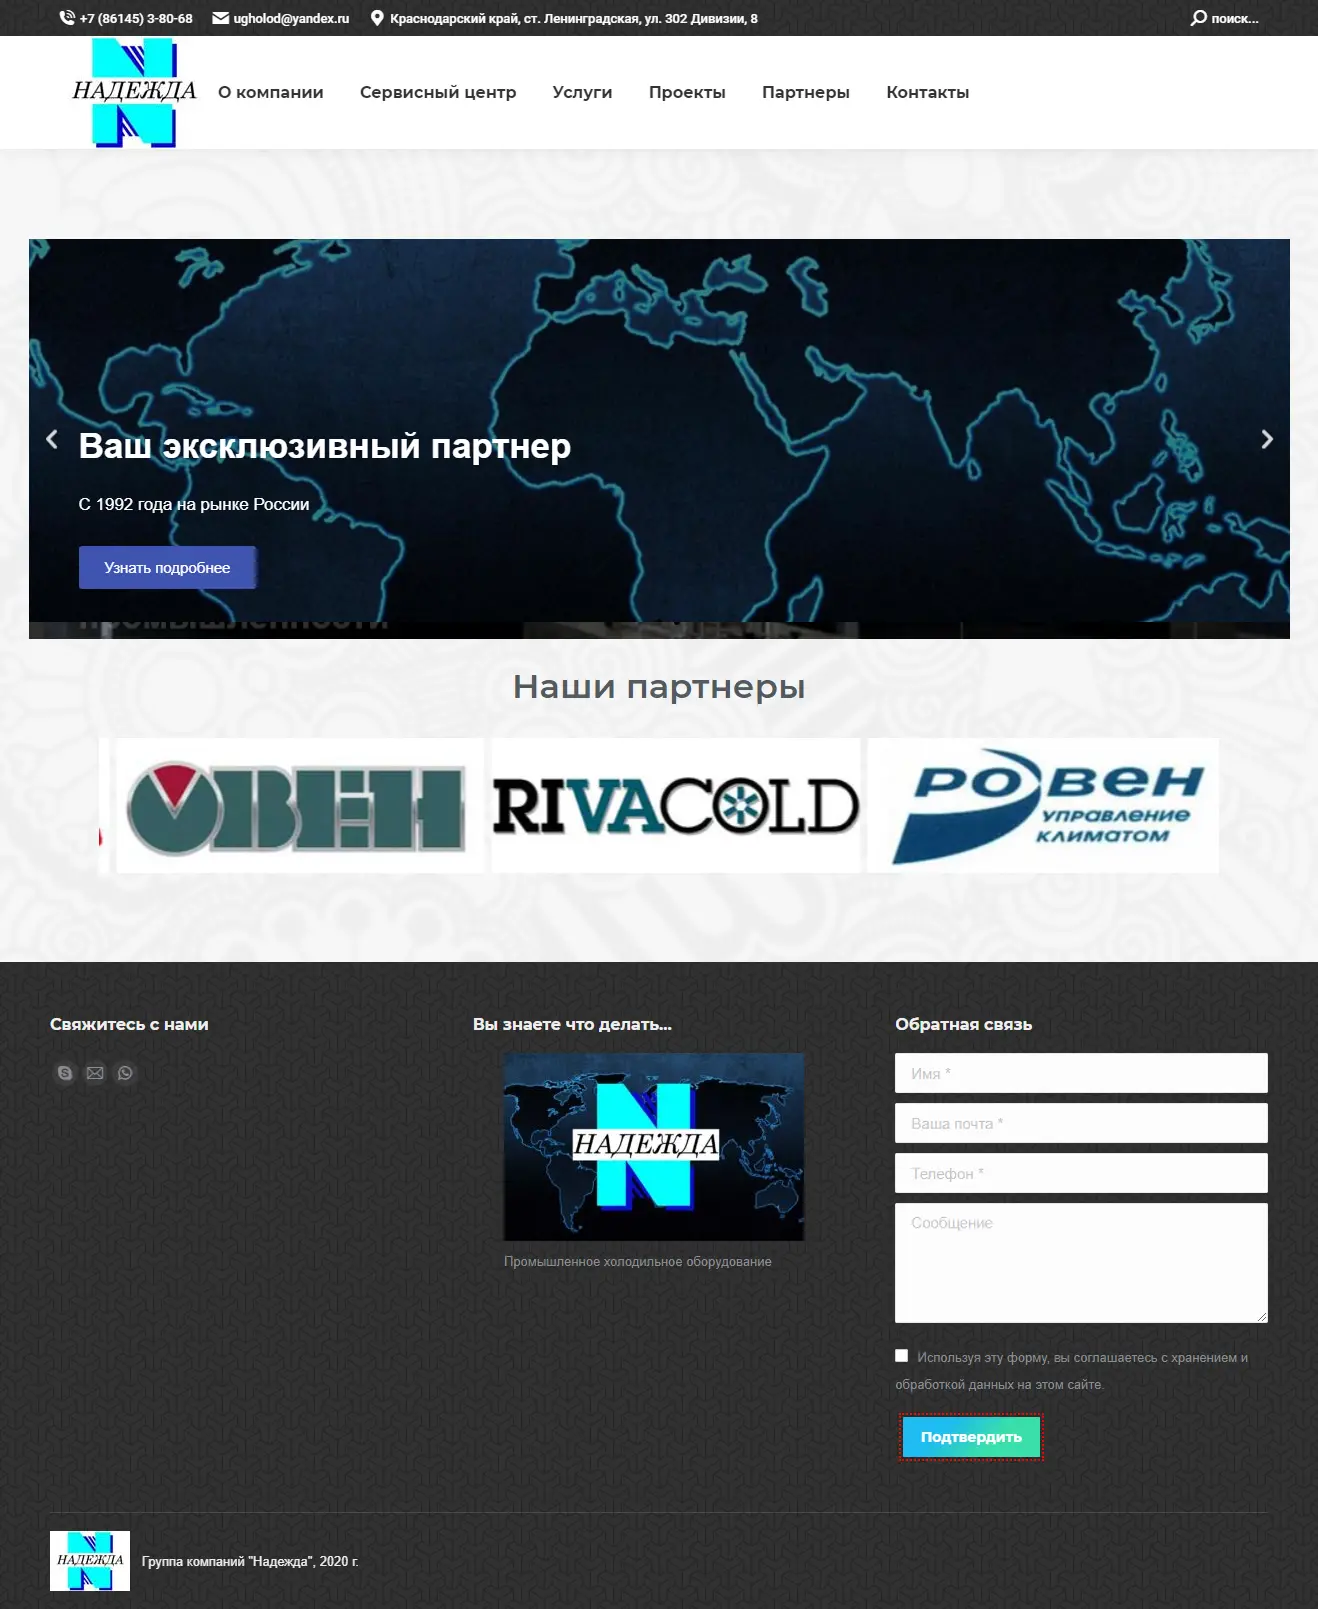 +7 (86145) 3-80-68
ugholod@yandex.ru
Краснодарский край, ст. Ленинградская, ул. 302 Дивизии, 8
поиск...
НАДЕЖДА
О компании
Сервисный центр
Услуги
Проекты
Партнеры
Контакты
Ваш эксклюзивный партнер
С 1992 года на рынке России
Узнать подробнее
промышленности
Наши партнеры
ОВЕН
RIVACOLD
РОВЕН
УПРАВЛЕНИЕ
КЛИМАТОМ
Свяжитесь с нами
Вы знаете что делать...
НАДЕЖДА
Промышленное холодильное оборудование
Обратная связь
Имя *
Ваша почта *
Телефон *
Сообщение
Используя эту форму, вы соглашаетесь с хранением и
обработкой данных на этом сайте.
Подтвердить
НАДЕЖДА
Группа компаний "Надежда", 2020 г.